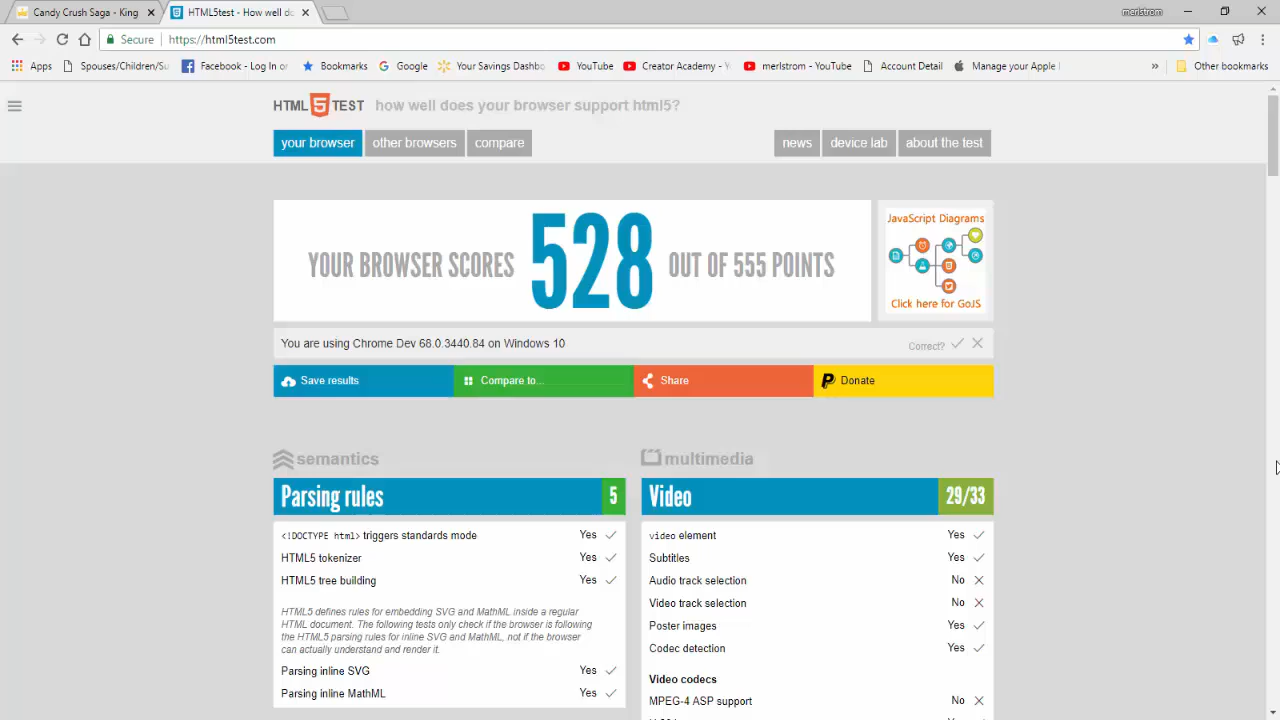 Candy Crush Saga - King
HTML5test - How well do
merlstrom
Secure
https://html5test.com
Apps
Spouses/Children/Su
Facebook - Log In or
Bookmarks
Google
Your Savings Dashbo
YouTube
Creator Academy - Y
merlstrom - YouTube
Account Detail
Manage your Apple I
»
Other bookmarks
HTML 5 TEST how well does your browser support html5?
your browser
other browsers
compare
news
device lab
about the test
YOUR BROWSER SCORES 528 OUT OF 555 POINTS
JavaScript Diagrams
Click here for GoJS
You are using Chrome Dev 68.0.3440.84 on Windows 10
Correct?
Save results
Compare to...
Share
Donate
semantics
Parsing rules 5
<!DOCTYPE html> triggers standards mode Yes
HTML5 tokenizer Yes
HTML5 tree building Yes
HTML5 defines rules for embedding SVG and MathML inside a regular
HTML document. The following tests only check if the browser is following
the HTML5 parsing rules for inline SVG and MathML, not if the browser
can actually understand and render it.
Parsing inline SVG Yes
Parsing inline MathML Yes
multimedia
Video 29/33
video element Yes
Subtitles Yes
Audio track selection No
Video track selection No
Poster images Yes
Codec detection Yes
Video codecs
MPEG-4 ASP support No